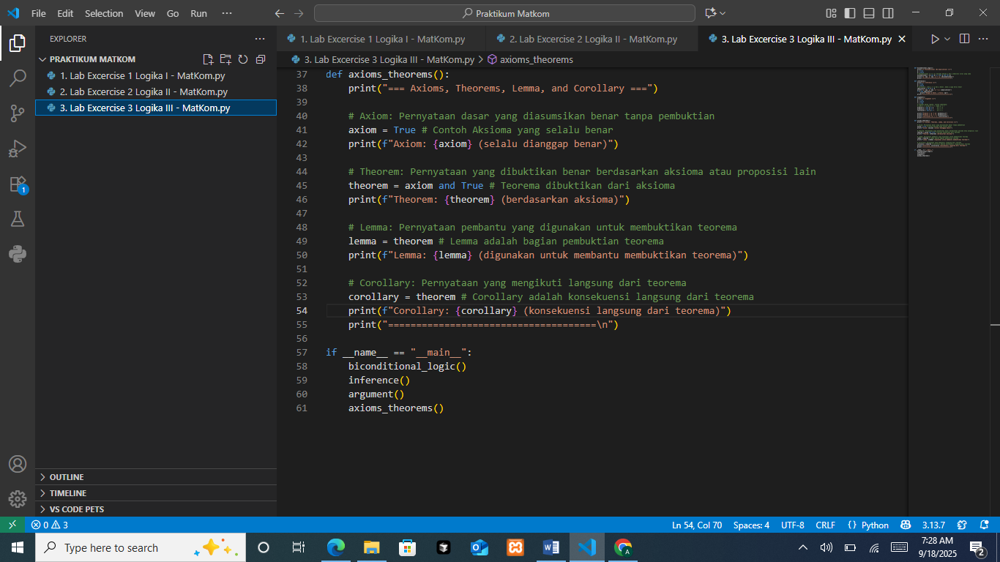 File Edit Selection View Go Run ··· Praktikum Matkom
EXPLORER ···
PRAKTIKUM MATKOM
1. Lab Excercise 1 Logika I - MatKom.py
2. Lab Excercise 2 Logika II - MatKom.py
3. Lab Excercise 3 Logika III - MatKom.py
1
OUTLINE
TIMELINE
VS CODE PETS
1. Lab Excercise 1 Logika I - MatKom.py 2. Lab Exercise 2 Logika II - MatKom.py 3. Lab Excercise 3 Logika III - MatKom.py
3. Lab Excercise 3 Logika III - MatKom.py > axioms_theorems
37 def axioms_theorems():
38 print("=== Axioms, Theorems, Lemma, and Corollary ===")
39
40 # Axiom: Pernyataan dasar yang diasumsikan benar tanpa pembuktian
41 axiom = True # Contoh Aksioma yang selalu benar
42 print(f"Axiom: {axiom} (selalu dianggap benar)")
43
44 # Theorem: Pernyataan yang dibuktikan benar berdasarkan aksioma atau proposisi lain
45 theorem = axiom and True # Teorema dibuktikan dari aksioma
46 print(f"Theorem: {theorem} (berdasarkan aksioma)")
47
48 # Lemma: Pernyataan pembantu yang digunakan untuk membuktikan teorema
49 lemma = theorem # Lemma adalah bagian pembuktian teorema
50 print(f"Lemma: {lemma} (digunakan untuk membantu membuktikan teorema)")
51
52 # Corollary: Pernyataan yang mengikuti langsung dari teorema
53 corollary = theorem # Corollary adalah konsekuensi langsung dari teorema
54 print(f"Corollary: {corollary} (konsekuensi langsung dari teorema)")
55 print("=====================================\n")
56
57 if __name__ == "__main__":
58 biconditional_logic()
59 inference()
60 argument()
61 axioms_theorems()
0 3 Ln 54, Col 70 Spaces: 4 UTF-8 CRLF {} Python 3.13.7
Type here to search
7:28 AM
9/18/2025
2